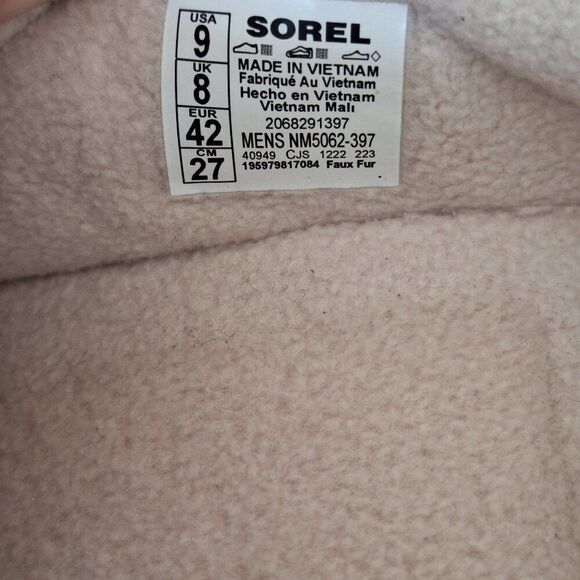 USA
9
UK
8
EUR
42
CM
27
SOREL
MADE IN VIETNAM
Fabriqué Au Vietnam
Hecho en Vietnam
Vietnam Malı
2068291397
MENS NM5062-397
40949 CJS 1222 223
195979817084 Faux Fur